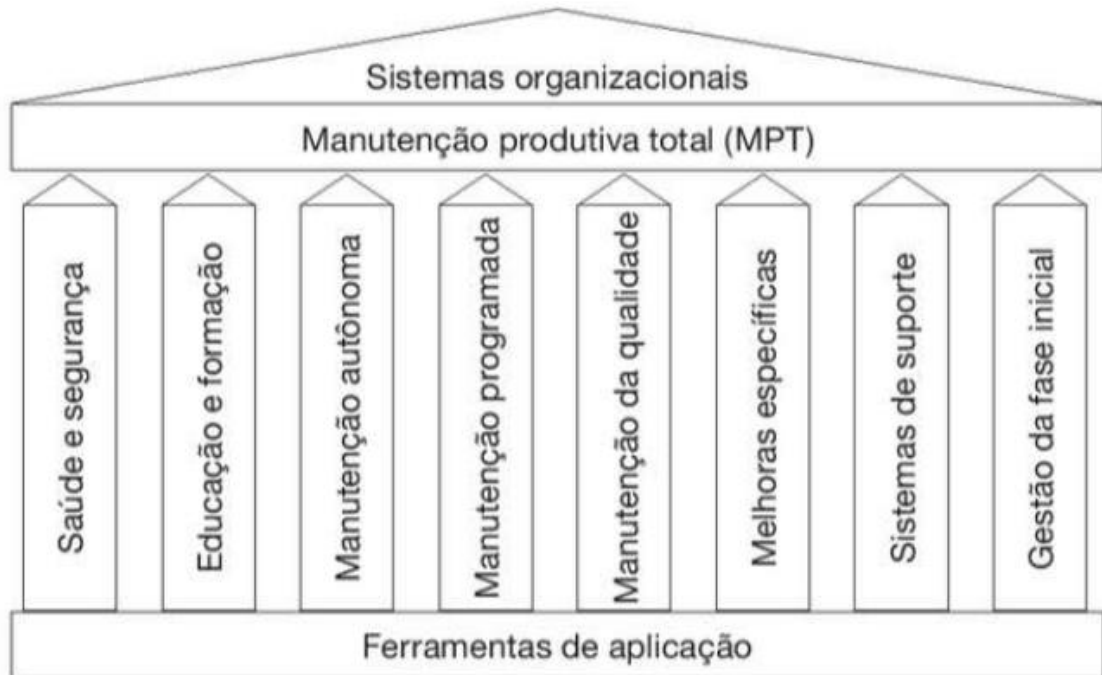 Sistemas organizacionais
Manutenção produtiva total (MPT)
Saúde e segurança
Educação e formação
Manutenção autônoma
Manutenção programada
Manutenção da qualidade
Melhoras específicas
Sistemas de suporte
Gestão da fase inicial
Ferramentas de aplicação